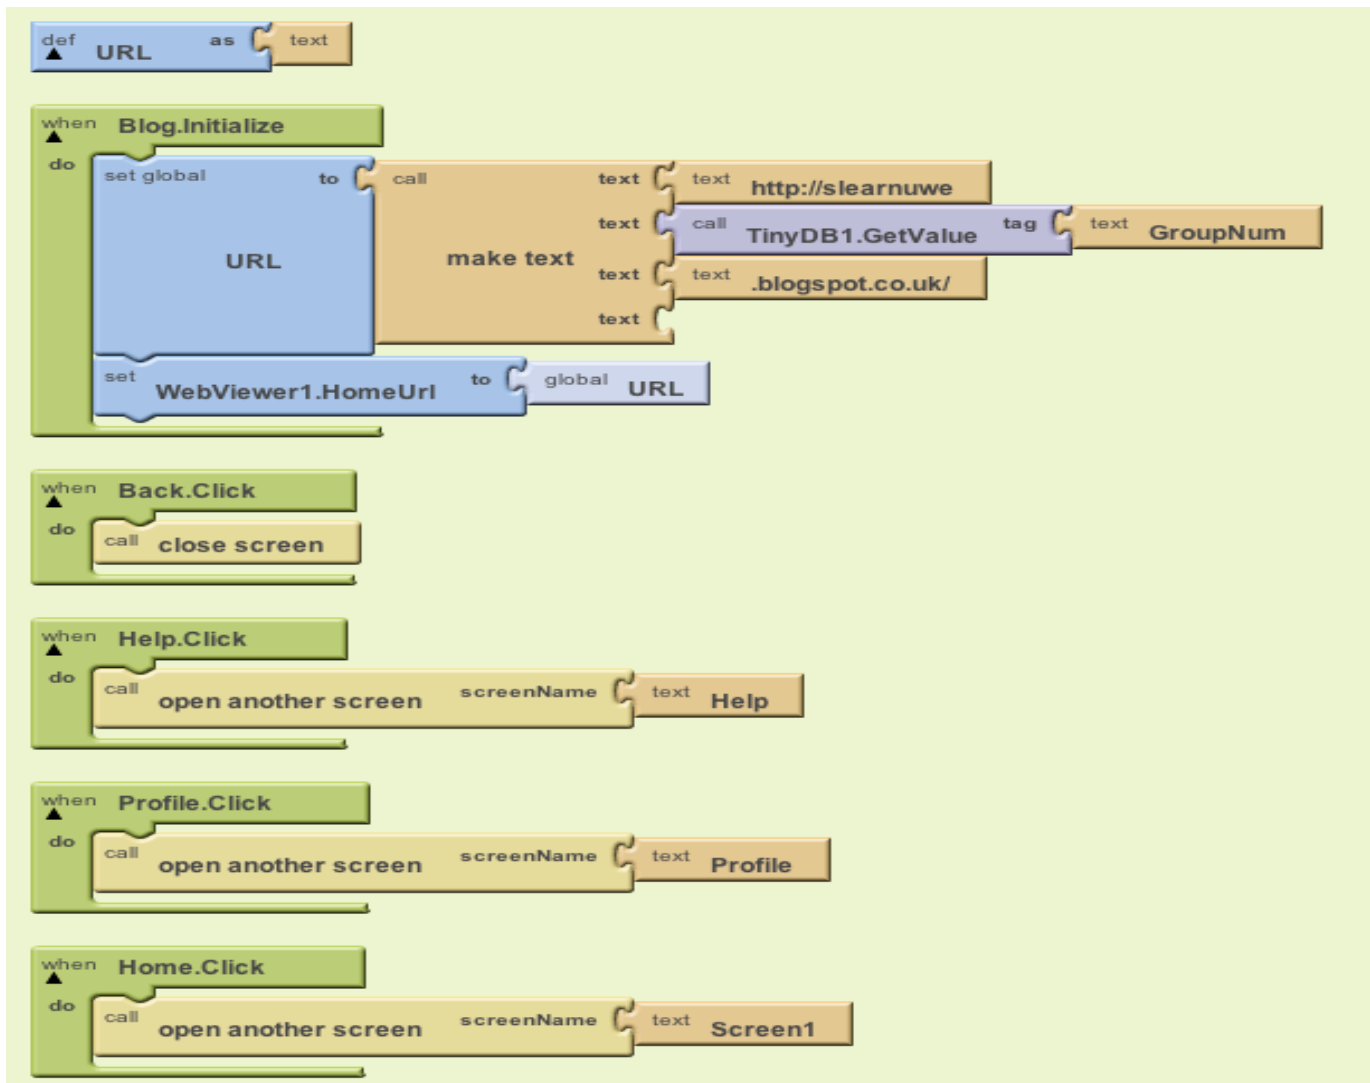 def URL as text
when Blog.Initialize
do set global URL to call make text text text http://slearnuwe
text call TinyDB1.GetValue tag text GroupNum
text text .blogspot.co.uk/
text
set WebViewer1.HomeUrl to global URL
when Back.Click
do call close screen
when Help.Click
do call open another screen screenName text Help
when Profile.Click
do call open another screen screenName text Profile
when Home.Click
do call open another screen screenName text Screen1